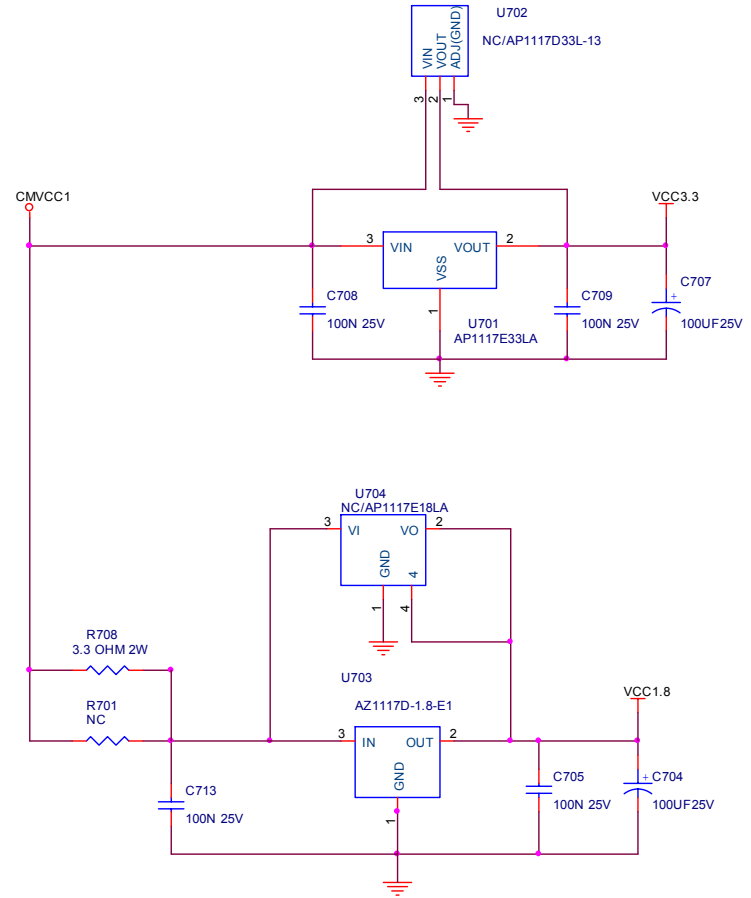 U702
NC/AP1117D33L-13
VIN
VOUT
ADJ(GND)
3
2
1
CMVCC1
VCC3.3
3
VIN
VOUT
2
VSS
1
C708
100N 25V
C709
100N 25V
C707
+
100UF25V
U701
AP1117E33LA
U704
NC/AP1117E18LA
3
VI
VO
2
GND
4
1
4
R708
3.3 OHM 2W
R701
NC
U703
AZ1117D-1.8-E1
VCC1.8
3
IN
OUT
2
GND
1
C713
100N 25V
C705
100N 25V
+
C704
100UF25V